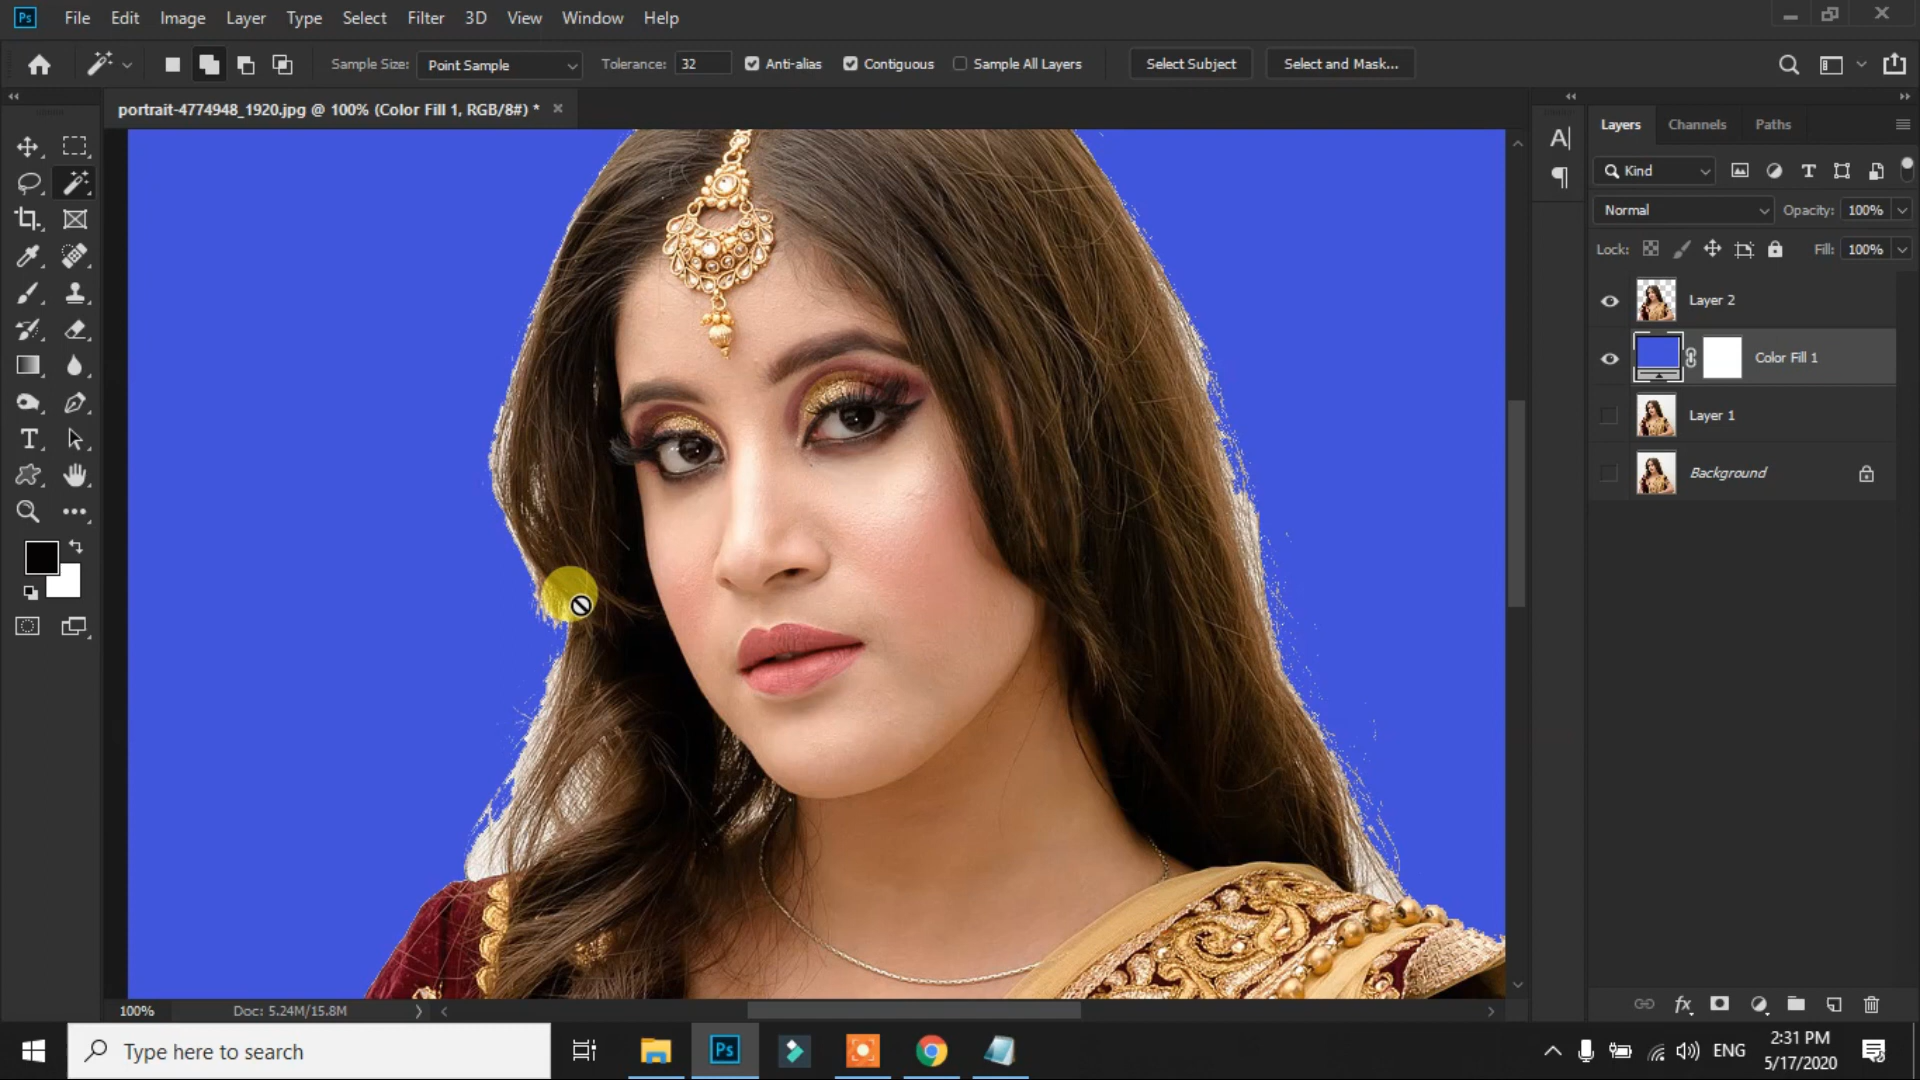 Ps File Edit Image Layer Type Select Filter 3D View Window Help
Sample Size: Point Sample Tolerance: 32 Anti-alias Contiguous Sample All Layers Select Subject Select and Mask...
portrait-4774948_1920.jpg @ 100% (Color Fill 1, RGB/8#) *
Layers Channels Paths
Kind
Normal Opacity: 100%
Lock: Fill: 100%
Layer 2
Color Fill 1
Layer 1
Background
100% Doc: 5.24M/15.8M
Type here to search
Ps
ENG
2:31 PM
5/17/2020